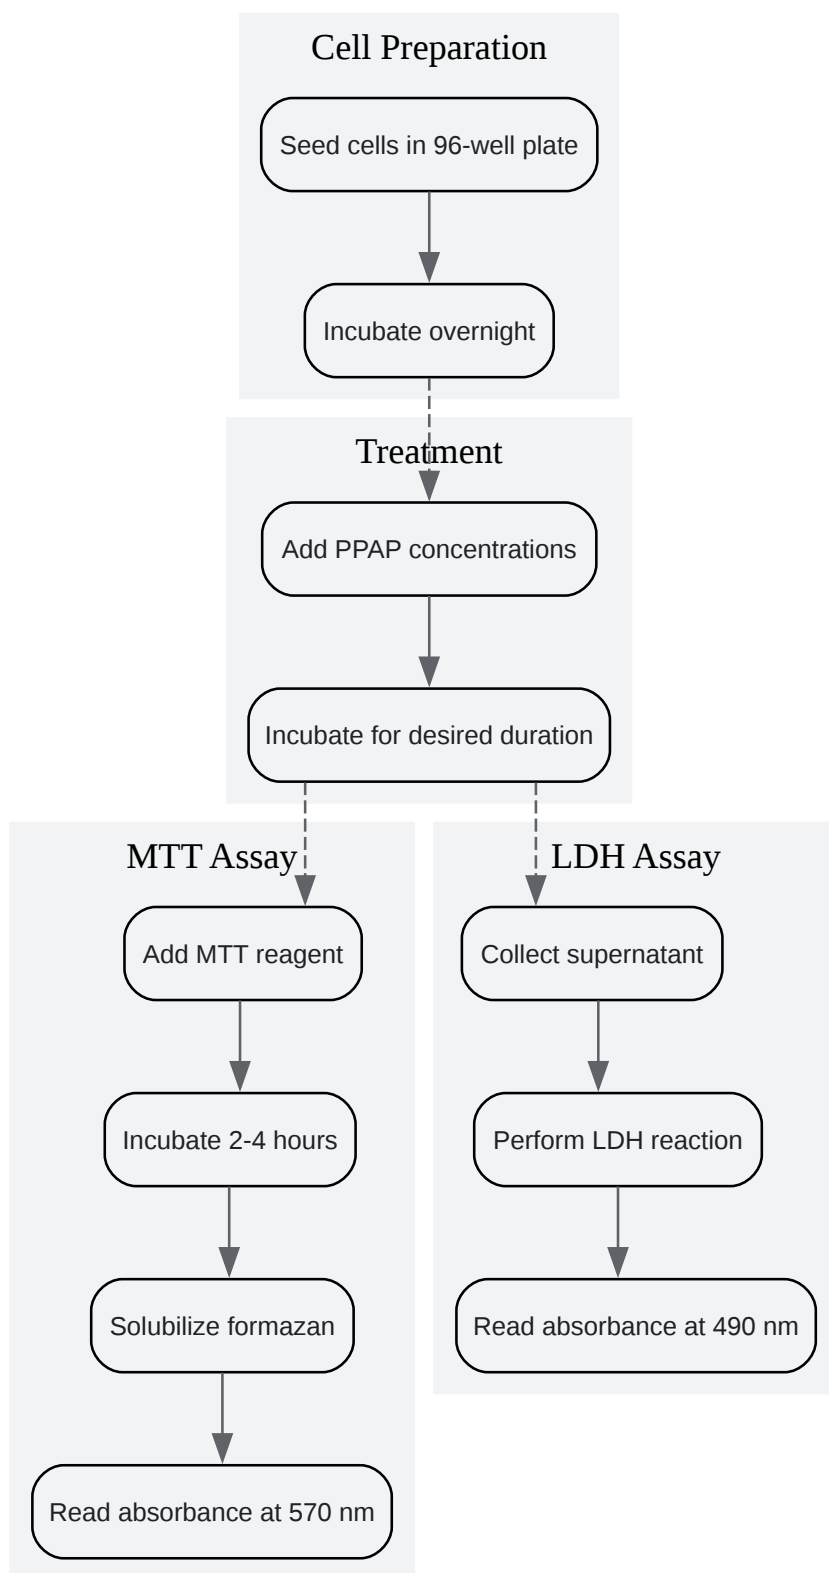 Cell Preparation
Seed cells in 96-well plate
Incubate overnight
Treatment
Add PPAP concentrations
Incubate for desired duration
MTT Assay
Add MTT reagent
Incubate 2-4 hours
Solubilize formazan
Read absorbance at 570 nm
LDH Assay
Collect supernatant
Perform LDH reaction
Read absorbance at 490 nm